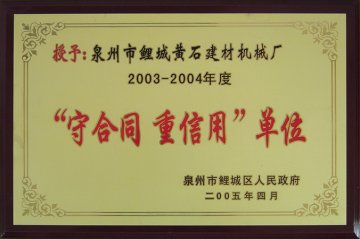 授予：泉州市鲤城黄石建材机械厂
2003-2004年度
“守合同 重信用”单位
泉州市鲤城区人民政府
二00五年四月